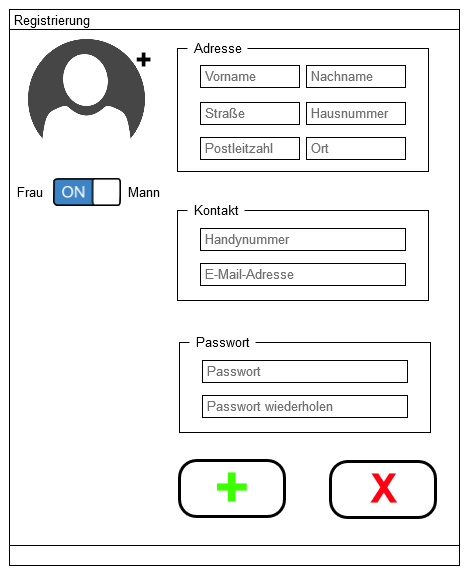 Registrierung
Adresse
Vorname Nachname
Straße Hausnummer
Postleitzahl Ort
Frau ON Mann
Kontakt
Handynummer
E-Mail-Adresse
Passwort
Passwort
Passwort wiederholen
X